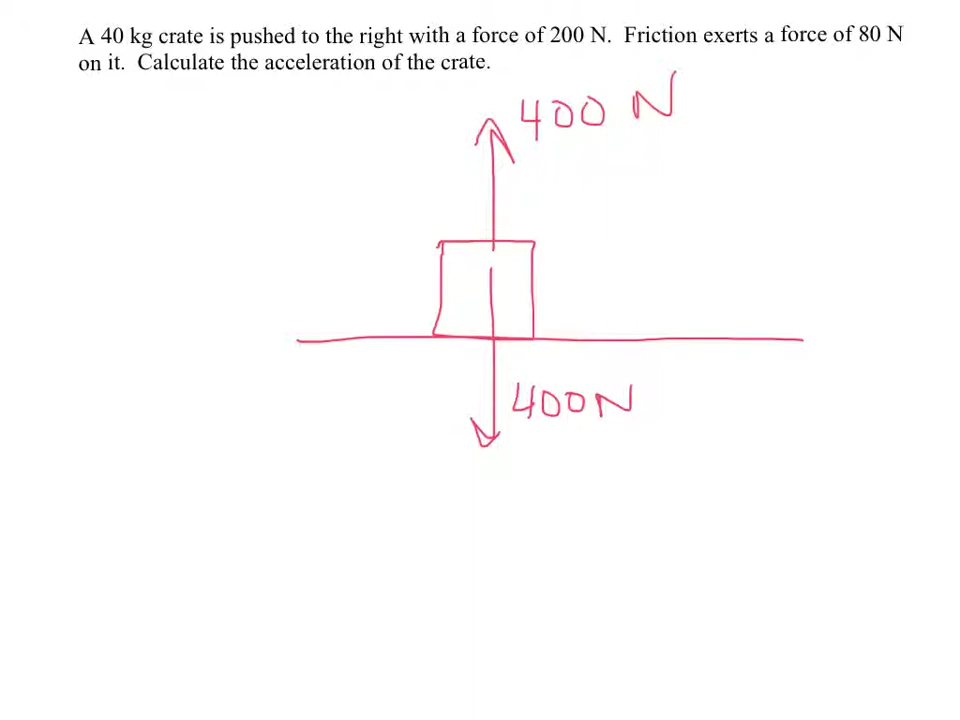 A 40 kg crate is pushed to the right with a force of 200 N.  Friction exerts a force of 80 N
on it.  Calculate the acceleration of the crate.
400 N
400N